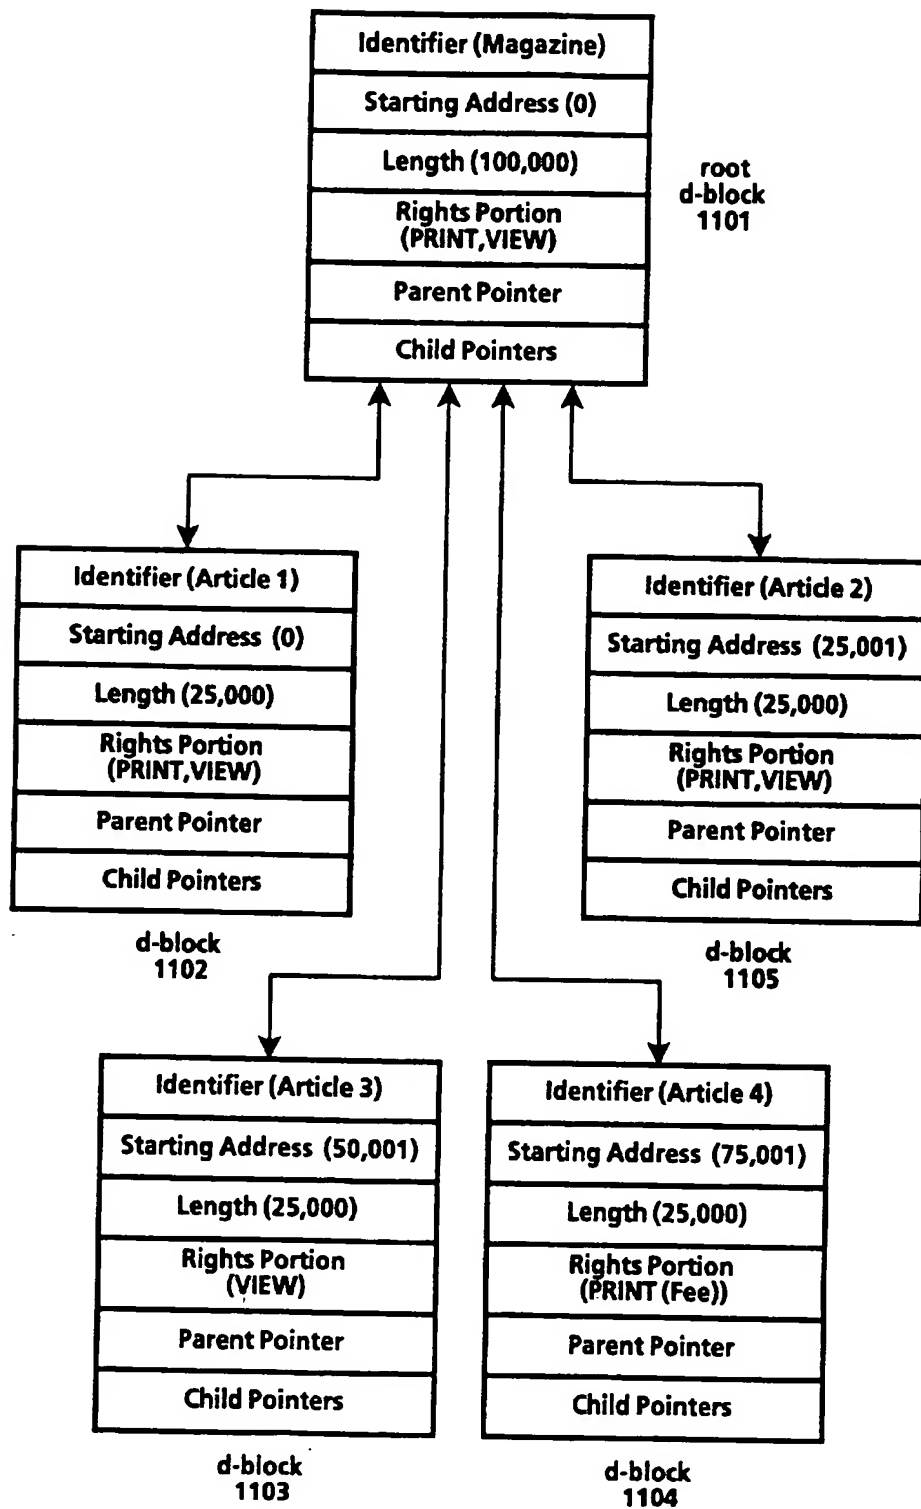 Identifier (Magazine)
Starting Address (0)
Length (100,000)
Rights Portion
(PRINT,VIEW)
Parent Pointer
Child Pointers
root
d-block
1101
Identifier (Article 1)
Starting Address (0)
Length (25,000)
Rights Portion
(PRINT,VIEW)
Parent Pointer
Child Pointers
d-block
1102
Identifier (Article 2)
Starting Address (25,001)
Length (25,000)
Rights Portion
(PRINT,VIEW)
Parent Pointer
Child Pointers
d-block
1105
Identifier (Article 3)
Starting Address (50,001)
Length (25,000)
Rights Portion
(VIEW)
Parent Pointer
Child Pointers
d-block
1103
Identifier (Article 4)
Starting Address (75,001)
Length (25,000)
Rights Portion
(PRINT (Fee))
Parent Pointer
Child Pointers
d-block
1104